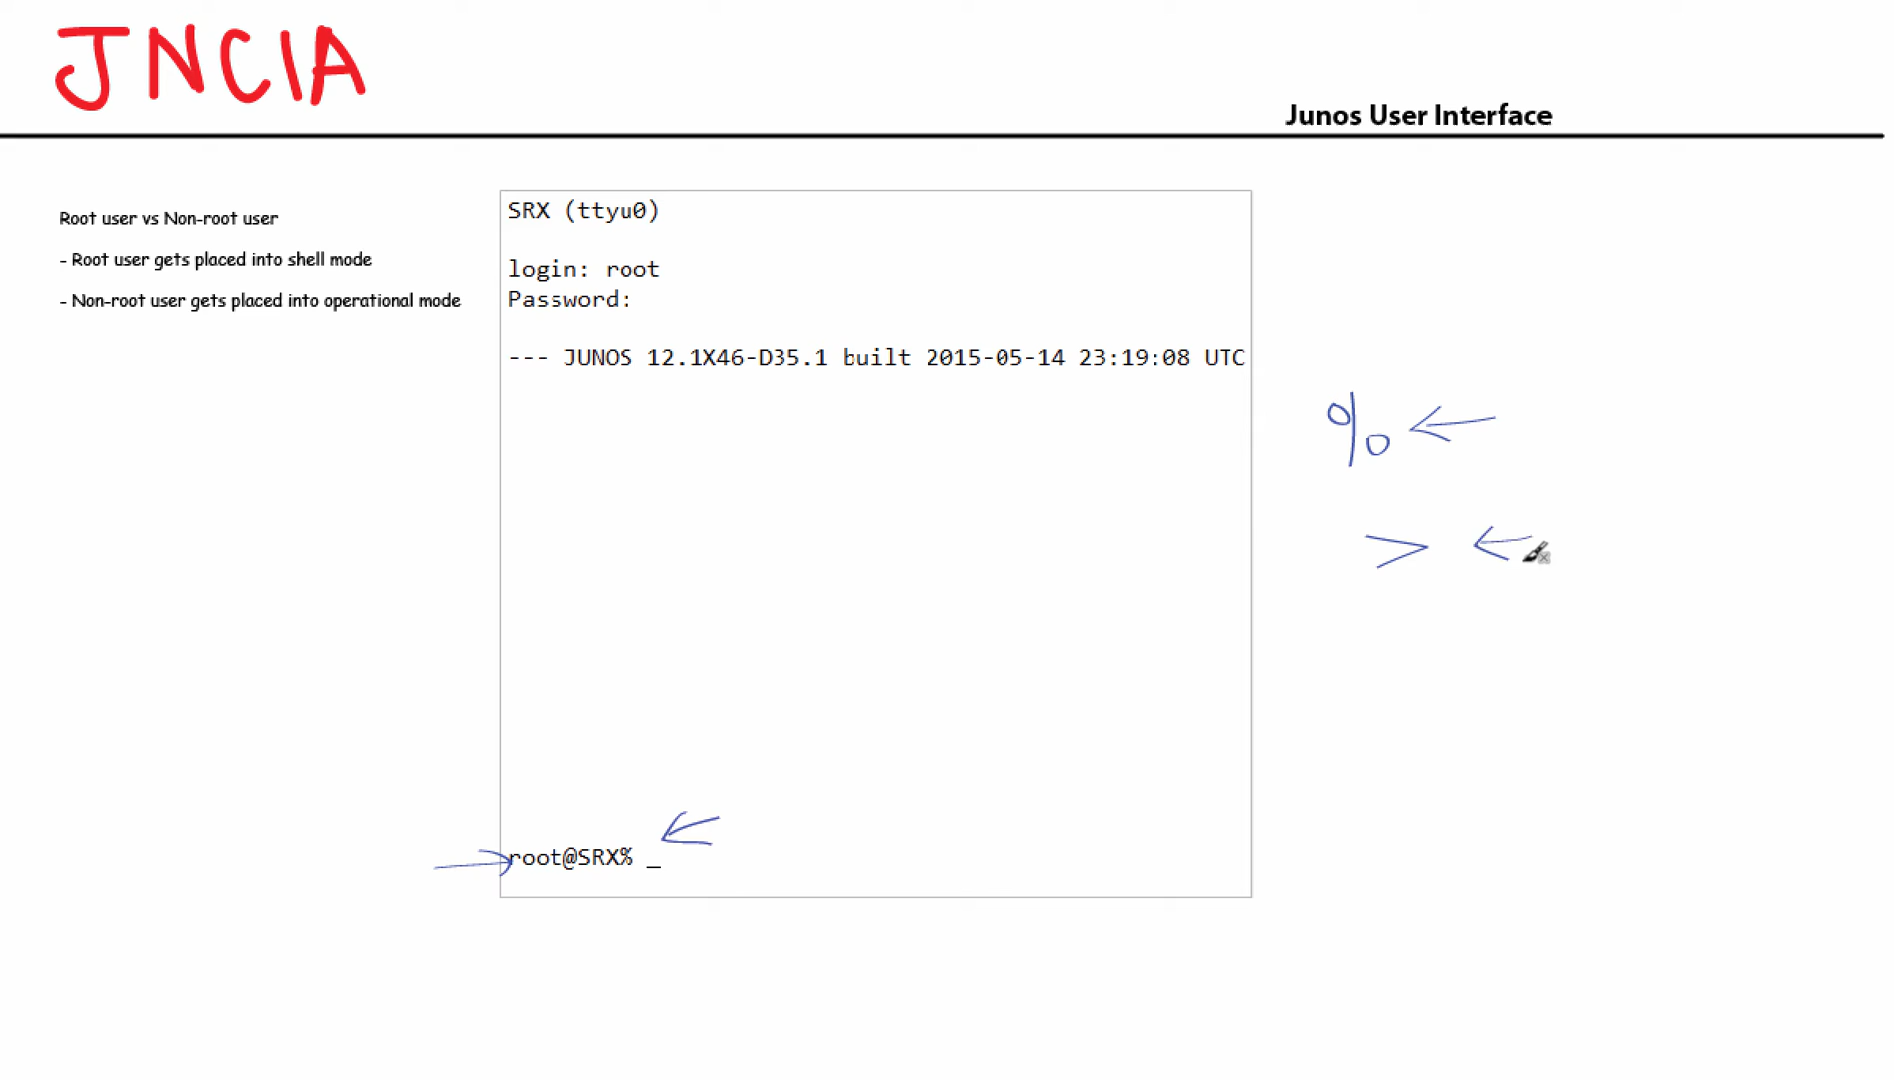 JNCIA
Junos User Interface
Root user vs Non-root user
- Root user gets placed into shell mode
- Non-root user gets placed into operational mode
SRX (ttyu0)
login: root
Password:
--- JUNOS 12.1X46-D35.1 built 2015-05-14 23:19:08 UTC
%
>
root@SRX% _